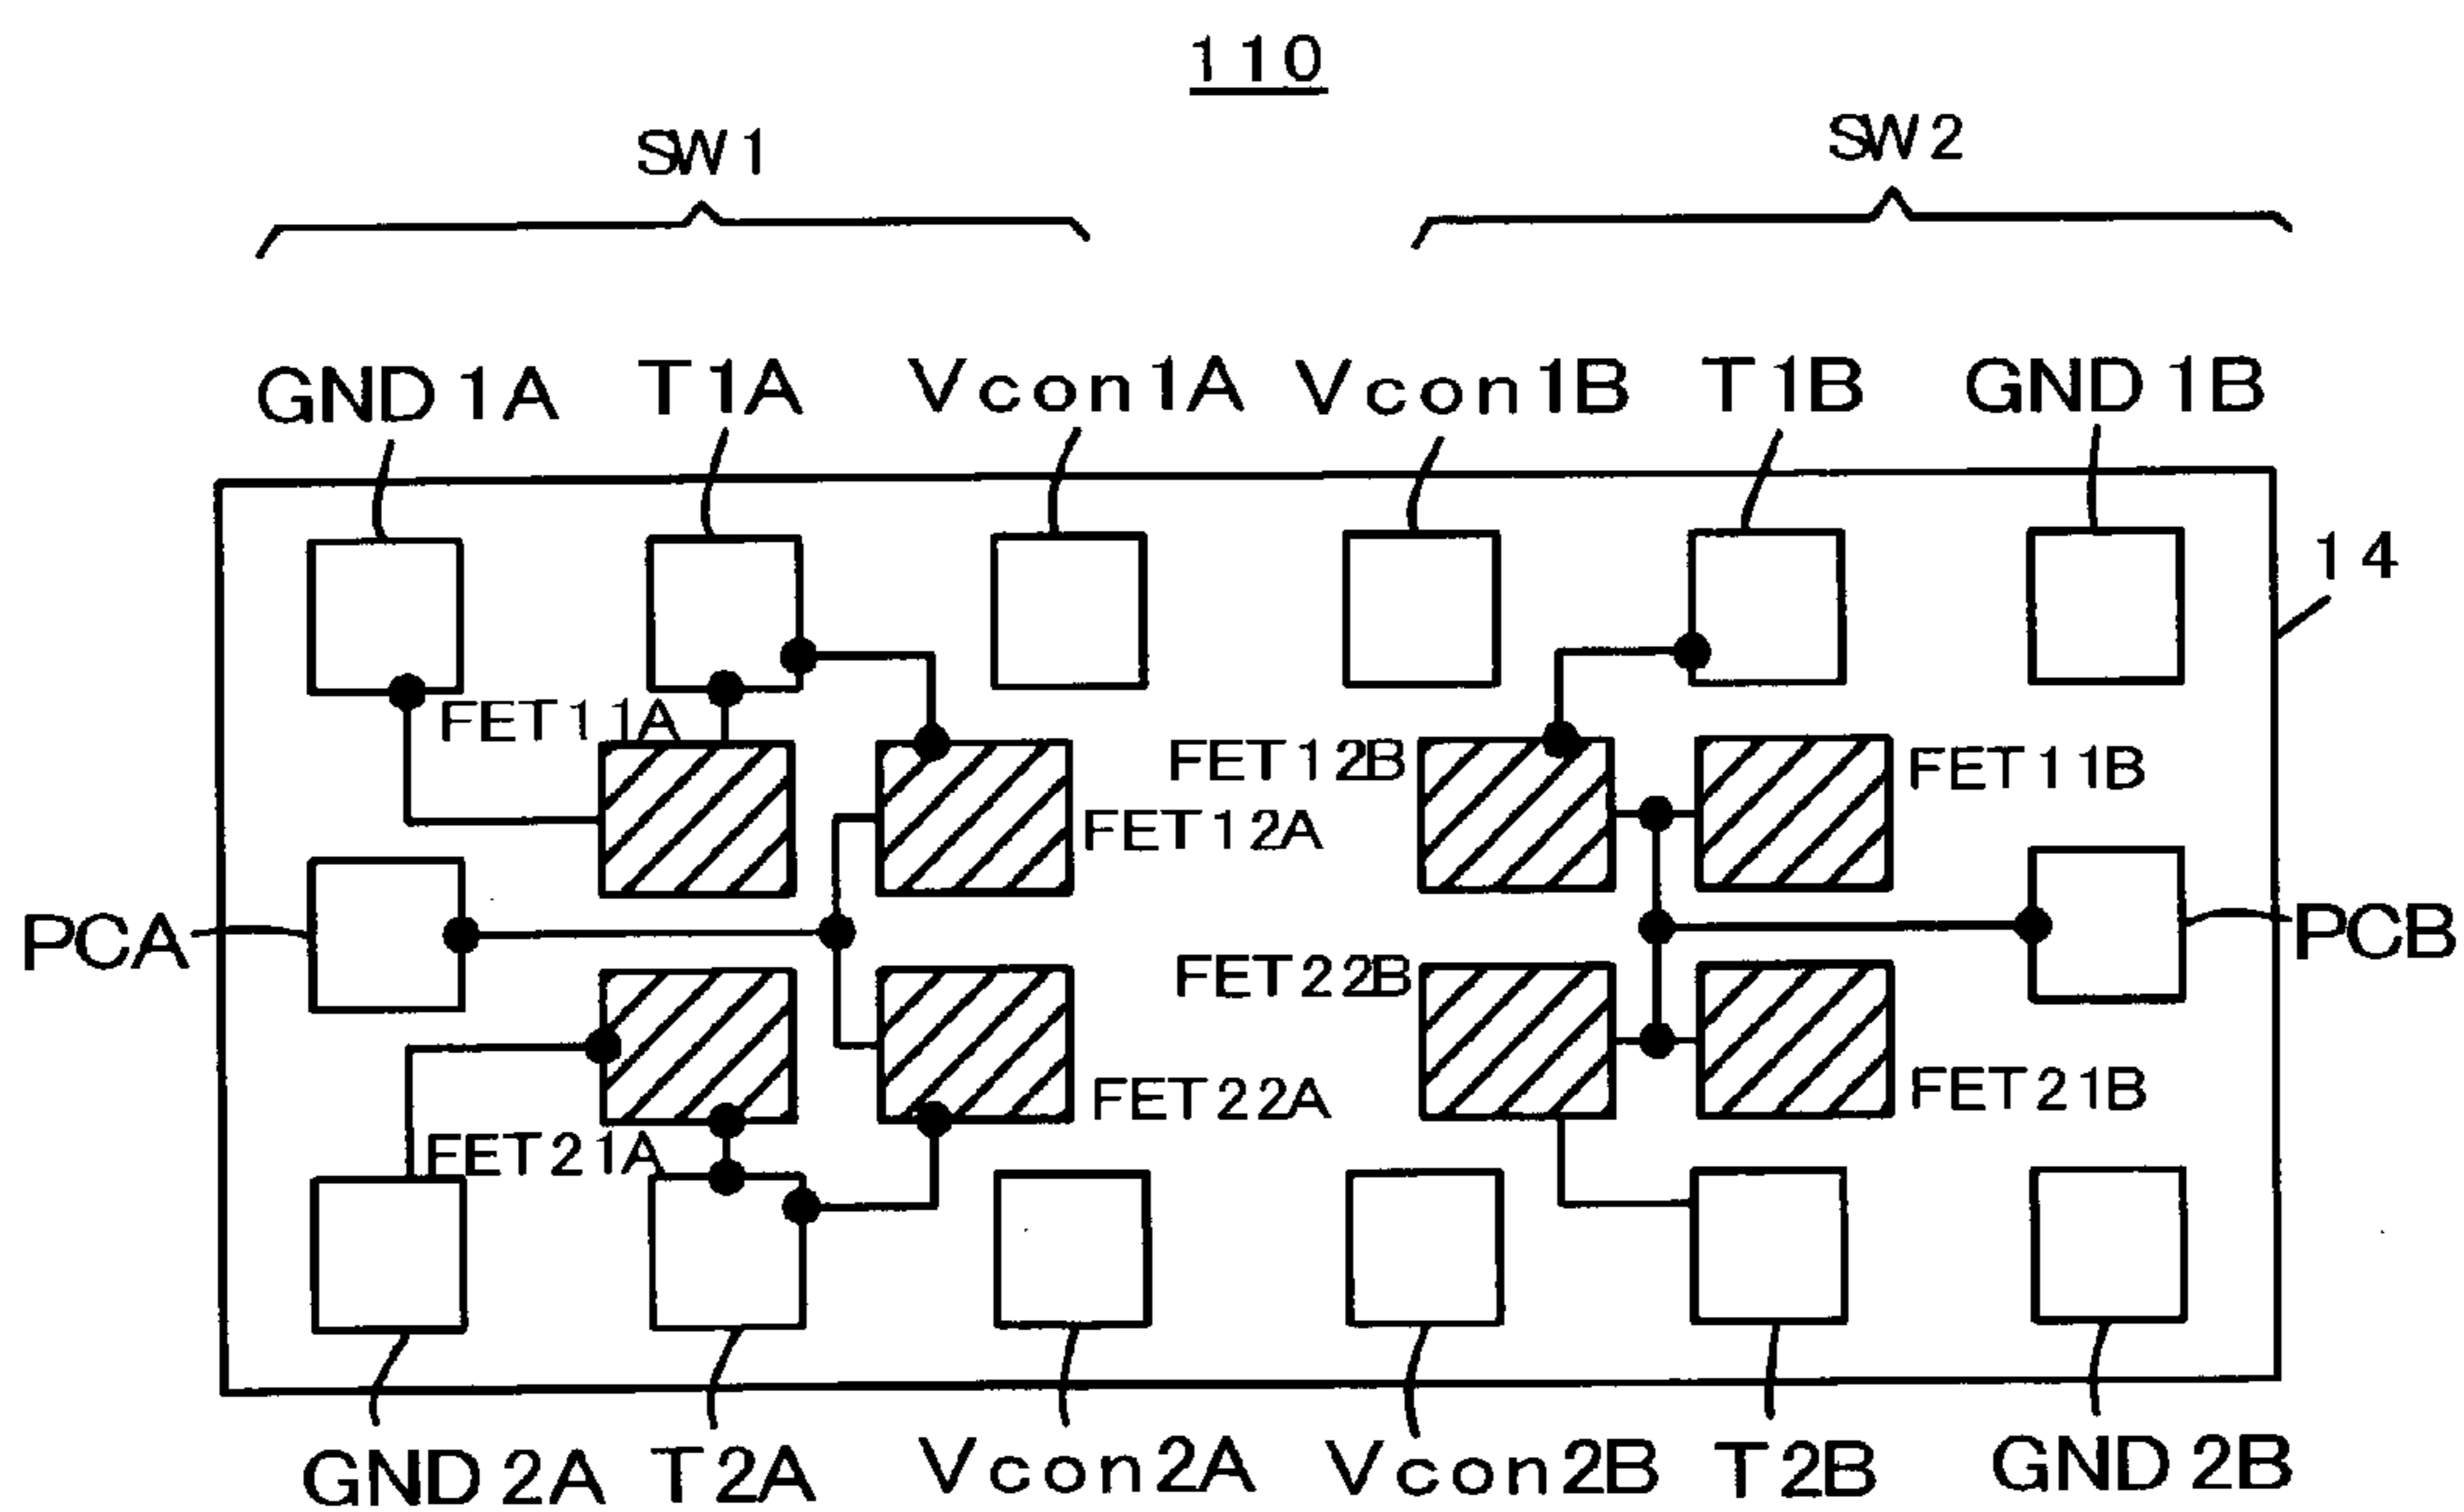 110
SW1 SW2
GND1A T1A Vcon1A Vcon1B T1B GND1B
14
FET11A
FET12B FET11B
FET12A
PCA PCB
FET22B
FET22A FET21B
FET21A
GND2A T2A Vcon2A Vcon2B T2B GND2B